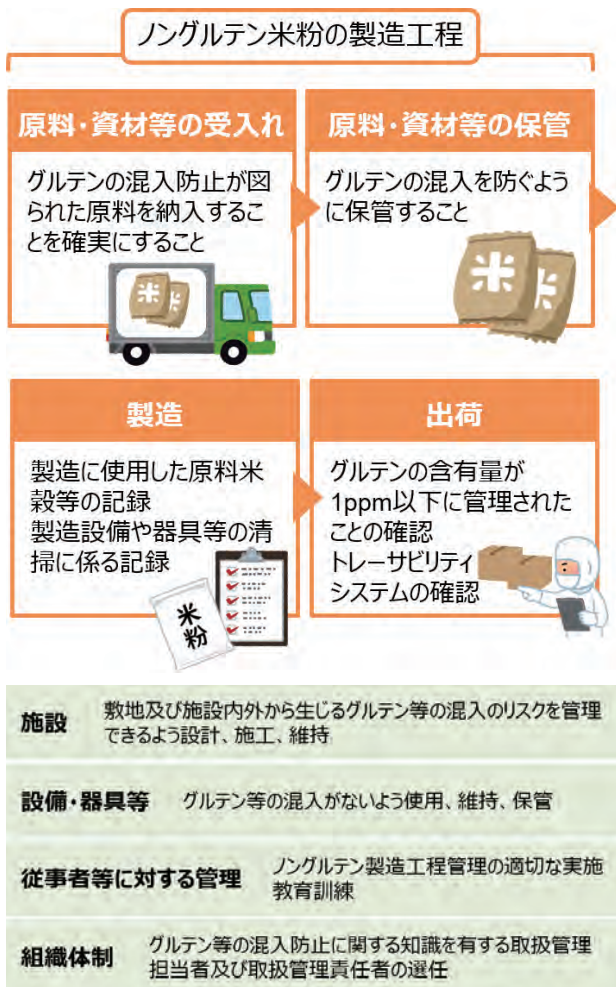 ノングルテン米粉の製造工程
原料・資材等の受入れ
グルテンの混入防止が図
られた原料を納入するこ
とを確実にすること
米
原料・資材等の保管
グルテンの混入を防ぐよう
に保管すること
米
製造
製造に使用した原料米
穀等の記録
製造設備や器具等の清
掃に係る記録
米粉
出荷
グルテンの含有量が
1ppm以下に管理された
ことの確認
トレーサビリティ
システムの確認
施設
敷地及び施設内外から生じるグルテン等の混入のリスクを管理
できるよう設計、施工、維持
設備・器具等
グルテン等の混入がないよう使用、維持、保管
従事者等に対する管理
ノングルテン製造工程管理の適切な実施
教育訓練
組織体制
グルテン等の混入防止に関する知識を有する取扱管理
担当者及び取扱管理責任者の選任